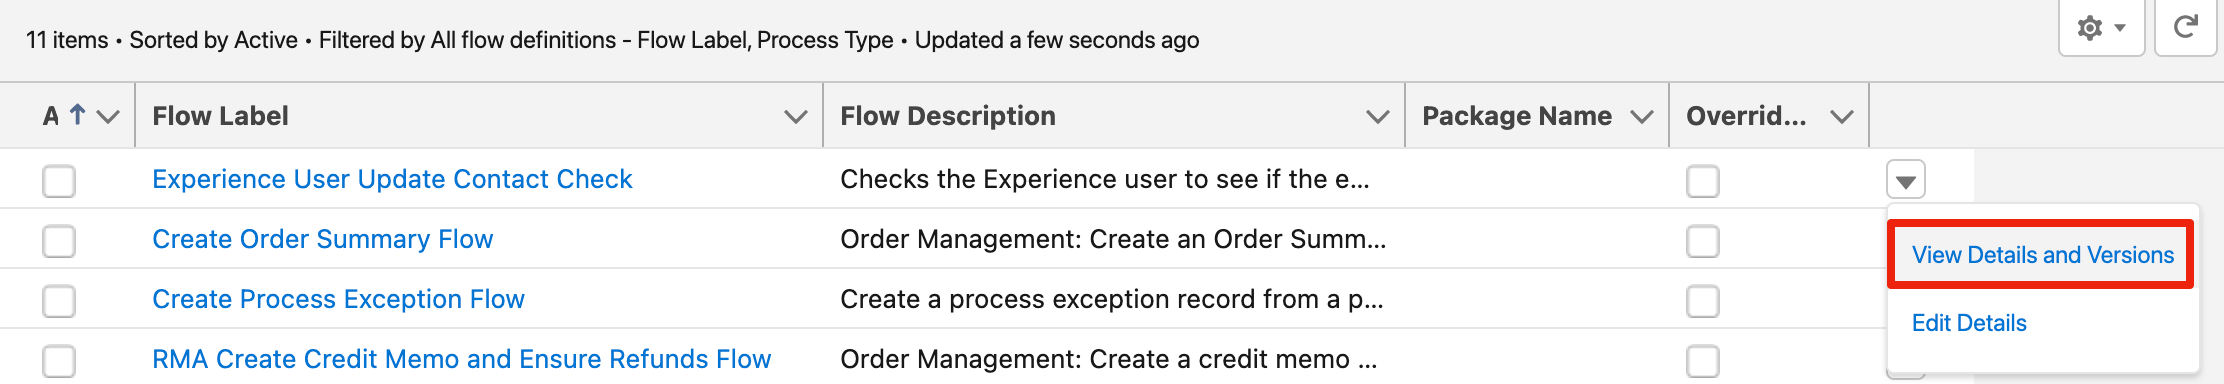 11 items • Sorted by Active • Filtered by All flow definitions - Flow Label, Process Type • Updated a few seconds ago
A Flow Label Flow Description Package Name Overrid...
Experience User Update Contact Check Checks the Experience user to see if the e...
Create Order Summary Flow Order Management: Create an Order Summ...
View Details and Versions
Create Process Exception Flow Create a process exception record from a p...
Edit Details
RMA Create Credit Memo and Ensure Refunds Flow Order Management: Create a credit memo ...